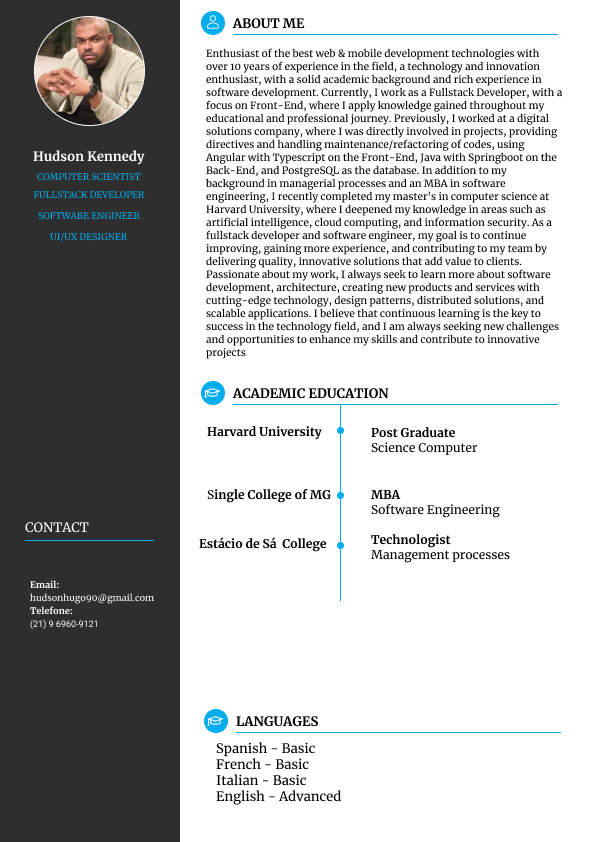 Hudson Kennedy
COMPUTER SCIENTIST
FULLSTACK DEVELOPER
SOFTWARE ENGINEER
UI/UX DESIGNER
CONTACT
Email:
hudsonhugo90@gmail.com
Telefone:
(21) 9 6960-9121
ABOUT ME
Enthusiast of the best web & mobile development technologies with
over 10 years of experience in the field, a technology and innovation
enthusiast, with a solid academic background and rich experience in
software development. Currently, I work as a Fullstack Developer, with a
focus on Front-End, where I apply knowledge gained throughout my
educational and professional journey. Previously, I worked at a digital
solutions company, where I was directly involved in projects, providing
directives and handling maintenance/refactoring of codes, using
Angular with Typescript on the Front-End, Java with Springboot on the
Back-End, and PostgreSQL as the database. In addition to my
background in managerial processes and an MBA in software
engineering, I recently completed my master's in computer science at
Harvard University, where I deepened my knowledge in areas such as
artificial intelligence, cloud computing, and information security. As a
fullstack developer and software engineer, my goal is to continue
improving, gaining more experience, and contributing to my team by
delivering quality, innovative solutions that add value to clients.
Passionate about my work, I always seek to learn more about software
development, architecture, creating new products and services with
cutting-edge technology, design patterns, distributed solutions, and
scalable applications. I believe that continuous learning is the key to
success in the technology field, and I am always seeking new challenges
and opportunities to enhance my skills and contribute to innovative
projects
ACADEMIC EDUCATION
Harvard University
Post Graduate
Science Computer
Single College of MG
MBA
Software Engineering
Estácio de Sá College
Technologist
Management processes
LANGUAGES
Spanish - Basic
French - Basic
Italian - Basic
English - Advanced